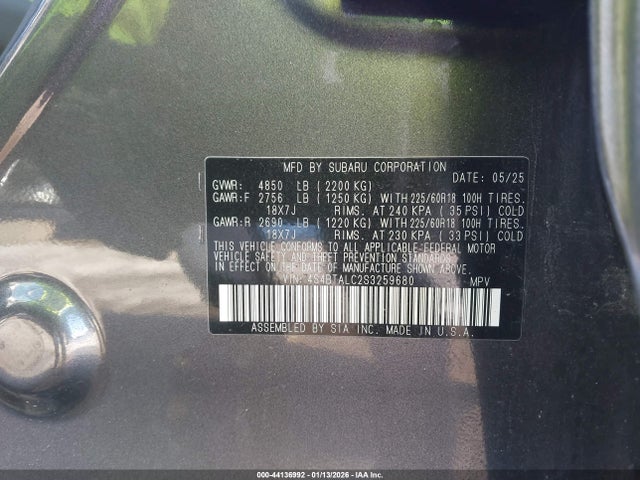 MFD BY SUBARU CORPORATION DATE: 05/25
GVWR: 4850 LB (2200 KG)
GAWR:F 2756 LB (1250 KG) WITH 225/60R18 100H TIRES.
18X7J RIMS. AT 240 KPA (35 PSI) COLD
GAWR:R 2690 LB (1220 KG) WITH 225/60R18 100H TIRES.
18X7J RIMS. AT 230 KPA (33 PSI) COLD
THIS VEHICLE CONFORMS TO ALL APPLICABLE FEDERAL MOTOR
VEHICLE SAFETY AND THEFT PREVENTION STANDARDS
IN EFFECT ON THE DATE OF MANUFACTURE SHOWN ABOVE.
VIN: 4S4BTALC2S3259680 MPV
ASSEMBLED BY SIA INC. MADE IN U.S.A.
000-44136992 - 01/13/2026 - IAAI.COM